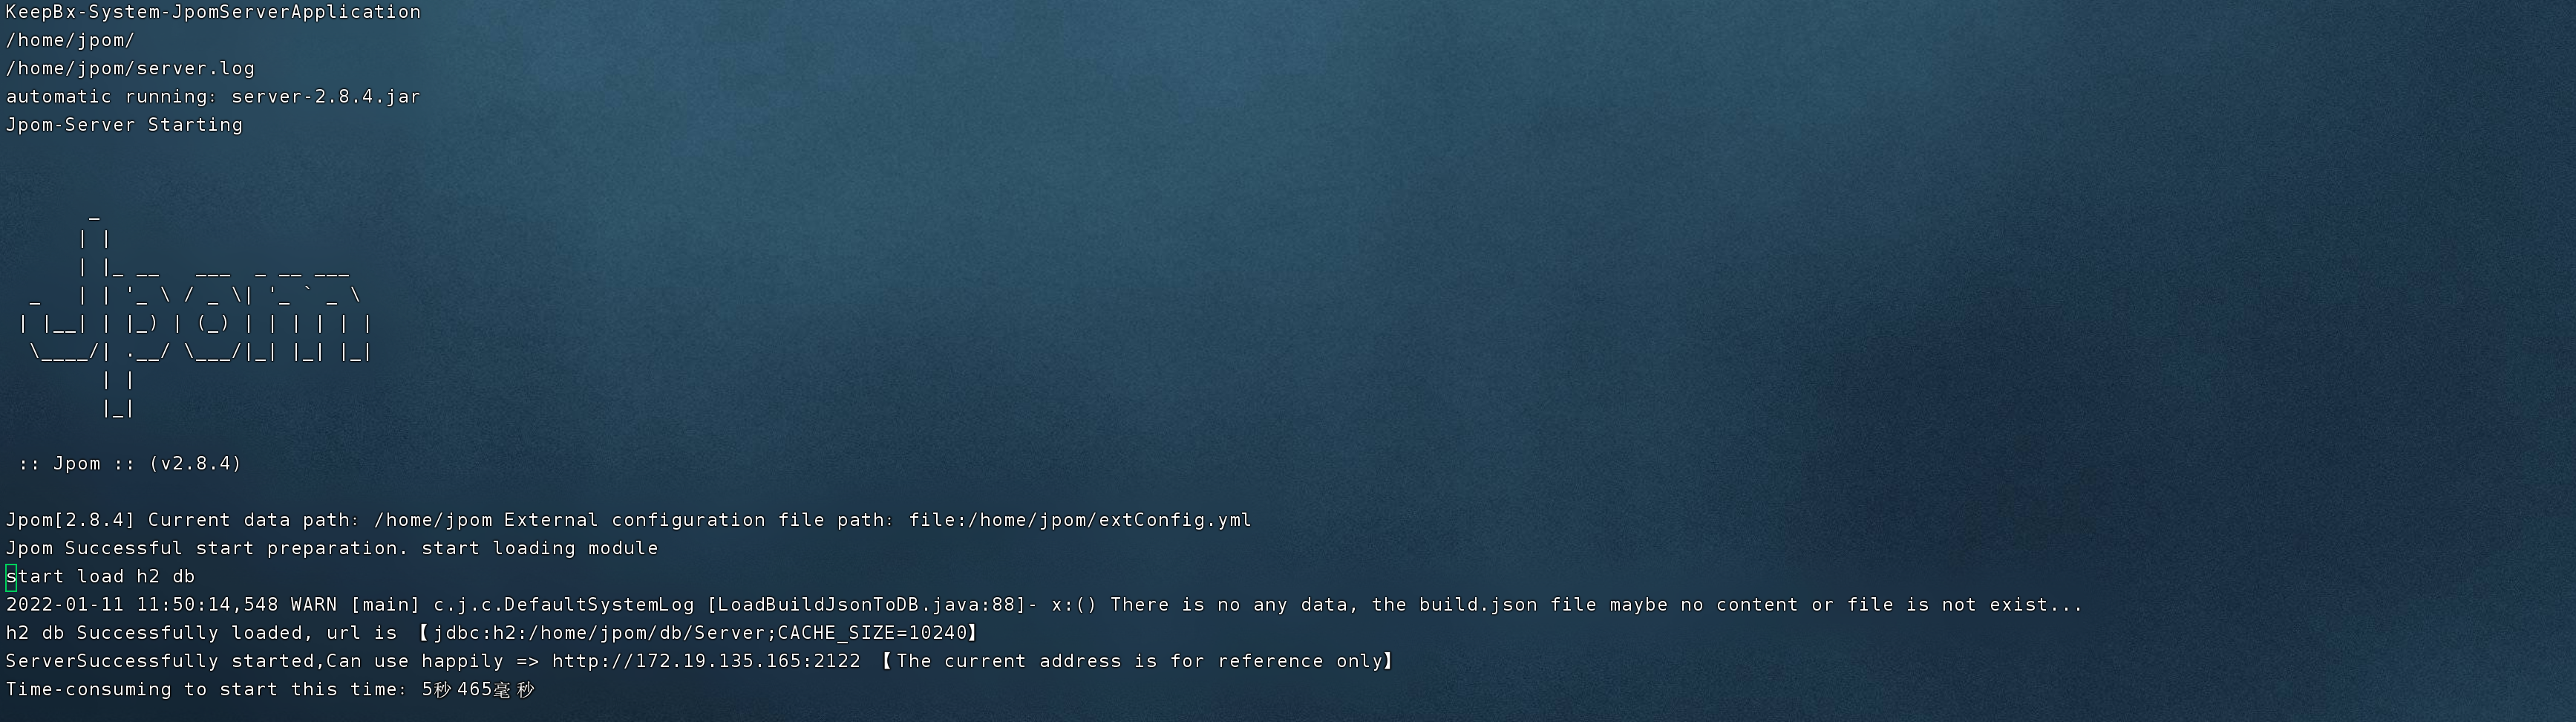 KeepBx-System-JpomServerApplication
/home/jpom/
/home/jpom/server.log
automatic running: server-2.8.4.jar
Jpom-Server Starting
       _
      | |
      | |_ __   ___  _ __ ___
  _   | | '_ \ / _ \| '_ ` _ \
 | |__| | |_) | (_) | | | | | |
  \____/| .__/ \___/|_| |_| |_|
        | |
        |_|
 :: Jpom :: (v2.8.4)
Jpom[2.8.4] Current data path: /home/jpom External configuration file path: file:/home/jpom/extConfig.yml
Jpom Successful start preparation. start loading module
start load h2 db
2022-01-11 11:50:14,548 WARN [main] c.j.c.DefaultSystemLog [LoadBuildJsonToDB.java:88]- x:() There is no any data, the build.json file maybe no content or file is not exist...
h2 db Successfully loaded, url is 【jdbc:h2:/home/jpom/db/Server;CACHE_SIZE=10240】
ServerSuccessfully started,Can use happily => http://172.19.135.165:2122 【The current address is for reference only】
Time-consuming to start this time: 5秒465毫秒